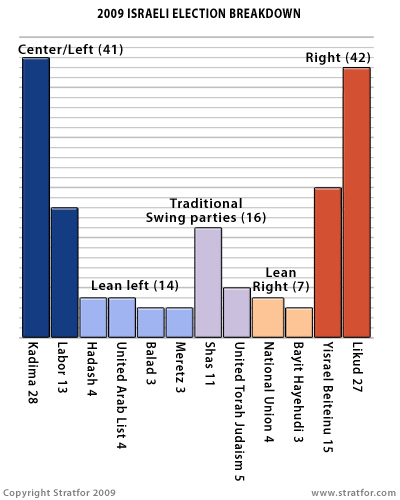 2009 ISRAELI ELECTION BREAKDOWN
Center/Left (41)
Right (42)
Traditional
Swing parties (16)
Lean left (14)
Lean
Right (7)
Kadima 28
Labor 13
Hadash 4
United Arab List 4
Balad 3
Meretz 3
Shas 11
United Torah Judaism 5
National Union 4
Bayit Hayehudi 3
Yisrael Beiteinu 15
Likud 27
Copyright Stratfor 2009
www.stratfor.com